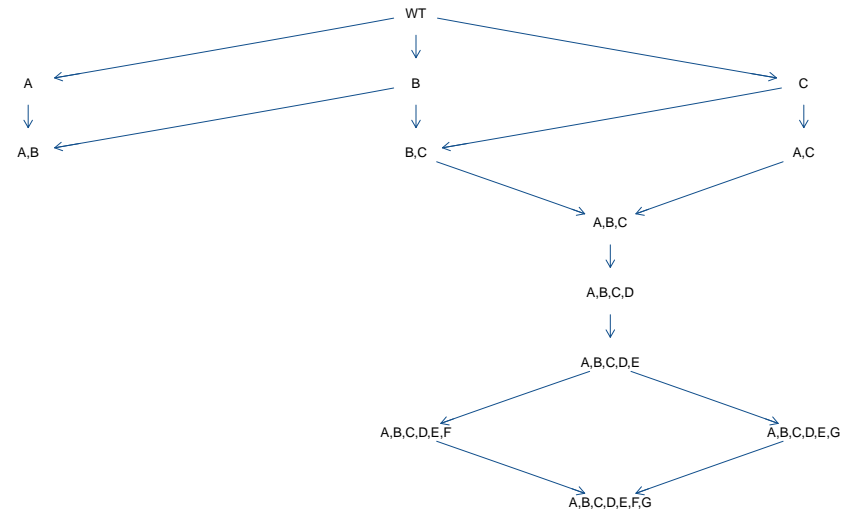 WT
A
B
C
A,B
B,C
A,C
A,B,C
A,B,C,D
A,B,C,D,E
A,B,C,D,E,F
A,B,C,D,E,G
A,B,C,D,E,F,G